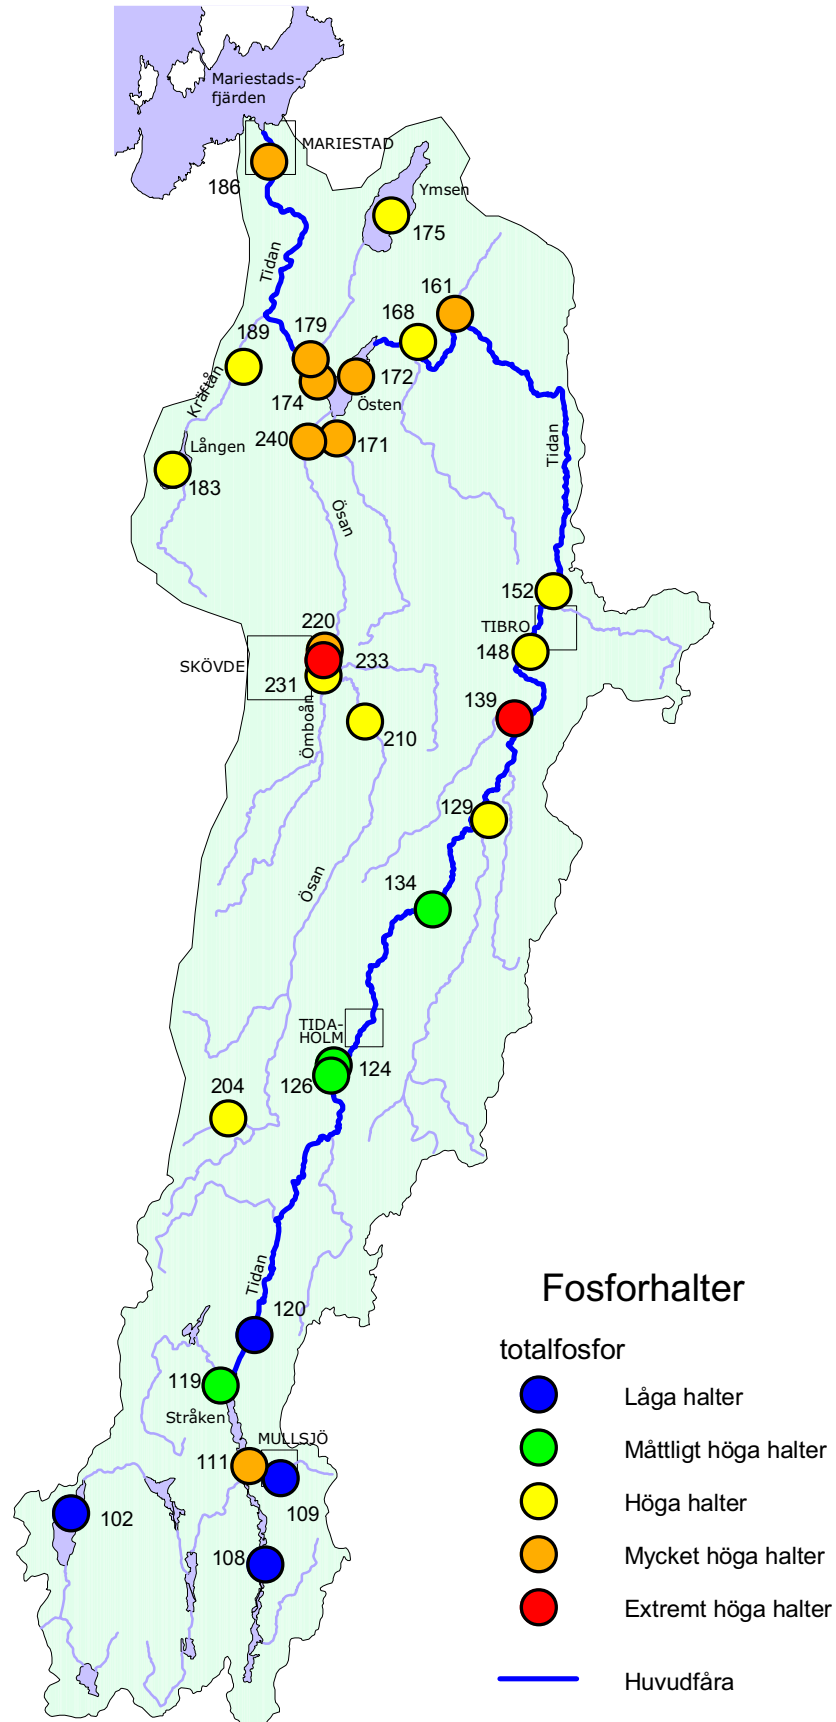 Mariestads-
fjärden
MARIESTAD
186
Ymsen
175
Tidan
161
168
179
189
172
174
Östen
Kräftån
240
171
Lången
183
Tidan
Ösan
152
TIBRO
220
148
SKÖVDE
233
231
139
Ömboån
210
129
134
Ösan
TIDA-
HOLM
124
126
204
Tidan
120
119
Stråken
MULLSJÖ
111
109
102
108
Fosforhalter
totalfosfor
Låga halter
Måttligt höga halter
Höga halter
Mycket höga halter
Extremt höga halter
Huvudfåra